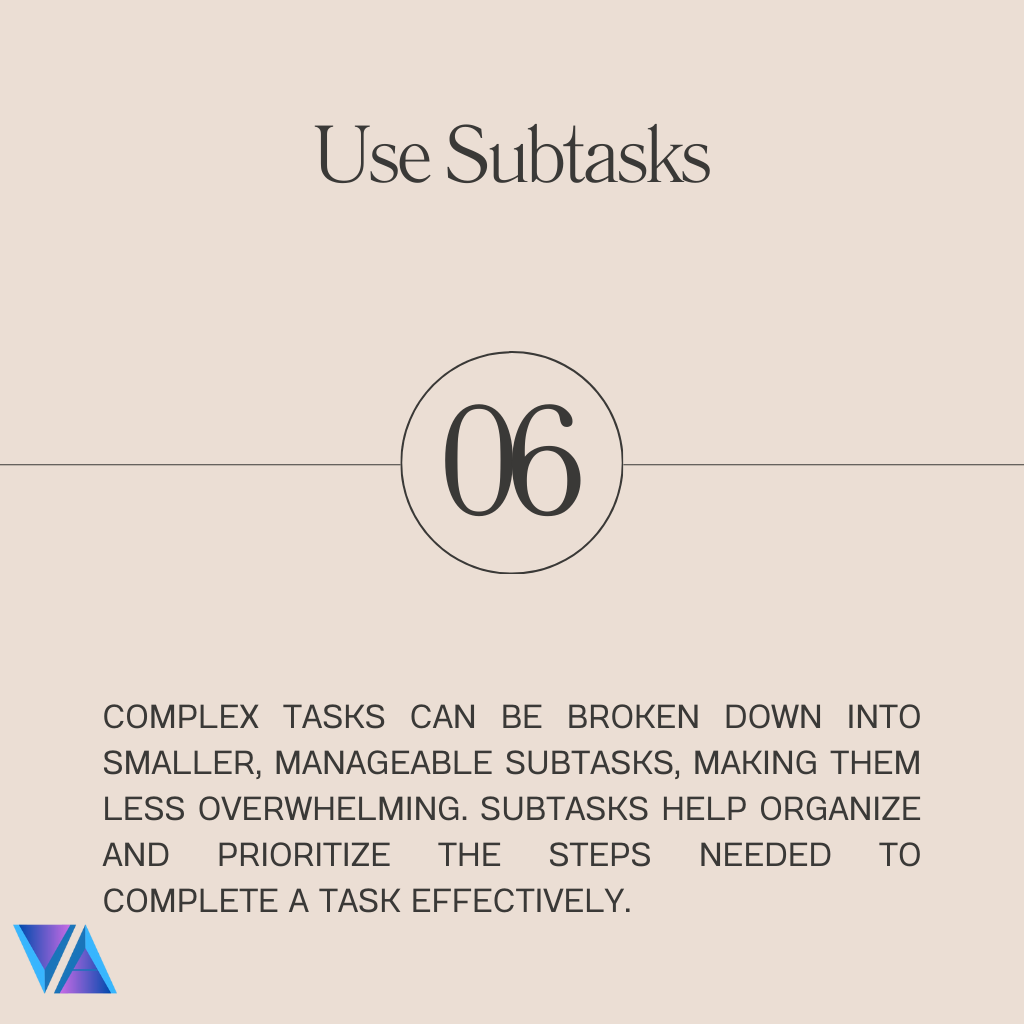 Use Subtasks
06
COMPLEX TASKS CAN BE BROKEN DOWN INTO
SMALLER, MANAGEABLE SUBTASKS, MAKING THEM
LESS OVERWHELMING. SUBTASKS HELP ORGANIZE
AND PRIORITIZE THE STEPS NEEDED TO
COMPLETE A TASK EFFECTIVELY.
VA